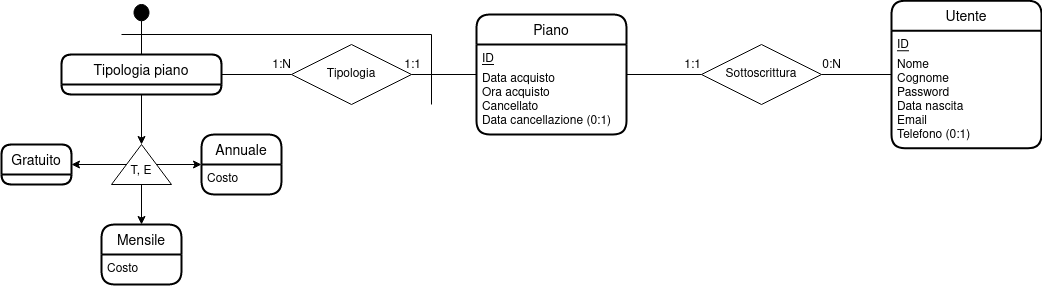 Tipologia piano
1:N
Tipologia
1:1
Piano
ID
Data acquisto
Ora acquisto
Cancellato
Data cancellazione (0:1)
1:1
Sottoscrittura
0:N
Utente
ID
Nome
Cognome
Password
Data nascita
Email
Telefono (0:1)
Gratuito
T, E
Annuale
Costo
Mensile
Costo